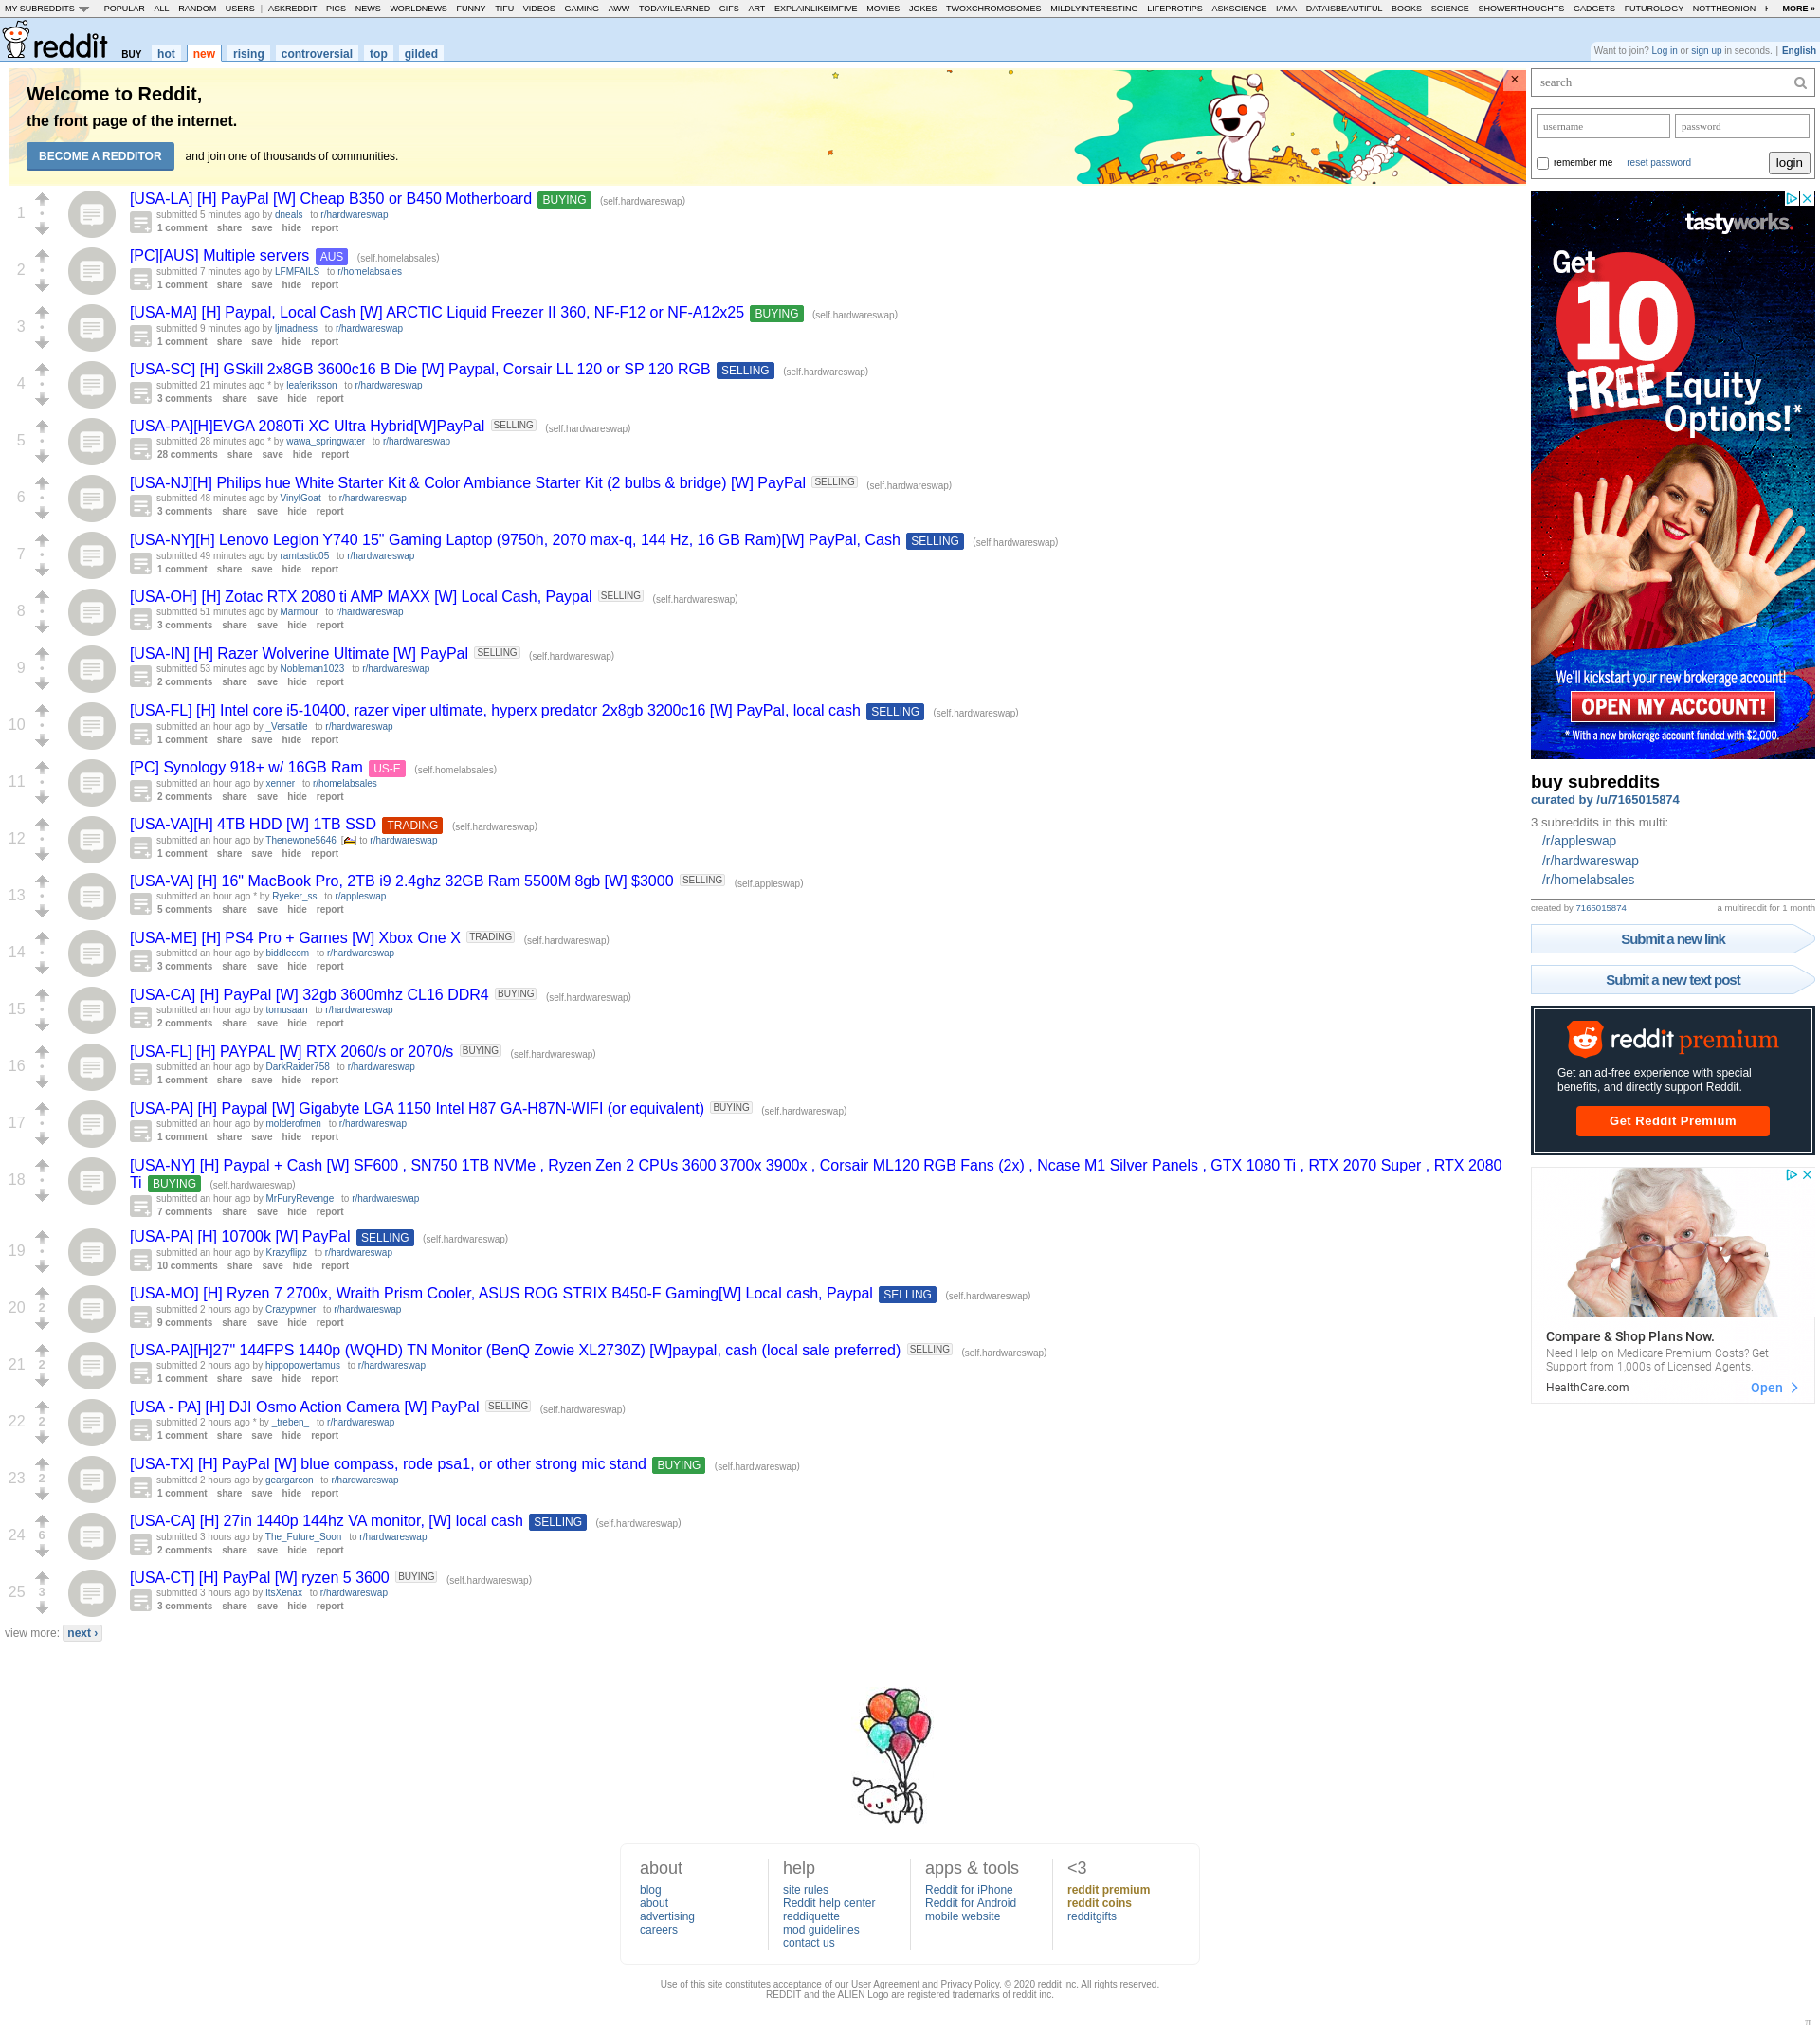 MY SUBREDDITS POPULAR - ALL - RANDOM - USERS | ASKREDDIT - PICS - NEWS - WORLDNEWS - FUNNY - TIFU - VIDEOS - GAMING - AWW - TODAYILEARNED - GIFS - ART - EXPLAINLIKEIMFIVE - MOVIES - JOKES - TWOXCHROMOSOMES - MILDLYINTERESTING - LIFEPROTIPS - ASKSCIENCE - IAMA - DATAISBEAUTIFUL - BOOKS - SCIENCE - SHOWERTHOUGHTS - GADGETS - FUTUROLOGY - NOTTHEONION - MORE »
reddit BUY hot new rising controversial top gilded
Want to join? Log in or sign up in seconds. | English
Welcome to Reddit,
the front page of the internet.
BECOME A REDDITOR and join one of thousands of communities.
1 [USA-LA] [H] PayPal [W] Cheap B350 or B450 Motherboard BUYING (self.hardwareswap)
submitted 5 minutes ago by dneals to r/hardwareswap
1 comment share save hide report
2 [PC][AUS] Multiple servers AUS (self.homelabsales)
submitted 7 minutes ago by LFMFAILS to r/homelabsales
1 comment share save hide report
3 [USA-MA] [H] Paypal, Local Cash [W] ARCTIC Liquid Freezer II 360, NF-F12 or NF-A12x25 BUYING (self.hardwareswap)
submitted 9 minutes ago by ljmadness to r/hardwareswap
1 comment share save hide report
4 [USA-SC] [H] GSkill 2x8GB 3600c16 B Die [W] Paypal, Corsair LL 120 or SP 120 RGB SELLING (self.hardwareswap)
submitted 21 minutes ago * by leaferiksson to r/hardwareswap
3 comments share save hide report
5 [USA-PA][H]EVGA 2080Ti XC Ultra Hybrid[W]PayPal SELLING (self.hardwareswap)
submitted 28 minutes ago * by wawa_springwater to r/hardwareswap
28 comments share save hide report
6 [USA-NJ][H] Philips hue White Starter Kit & Color Ambiance Starter Kit (2 bulbs & bridge) [W] PayPal SELLING (self.hardwareswap)
submitted 48 minutes ago by VinylGoat to r/hardwareswap
3 comments share save hide report
7 [USA-NY][H] Lenovo Legion Y740 15" Gaming Laptop (9750h, 2070 max-q, 144 Hz, 16 GB Ram)[W] PayPal, Cash SELLING (self.hardwareswap)
submitted 49 minutes ago by ramtastic05 to r/hardwareswap
1 comment share save hide report
8 [USA-OH] [H] Zotac RTX 2080 ti AMP MAXX [W] Local Cash, Paypal SELLING (self.hardwareswap)
submitted 51 minutes ago by Marmour to r/hardwareswap
3 comments share save hide report
9 [USA-IN] [H] Razer Wolverine Ultimate [W] PayPal SELLING (self.hardwareswap)
submitted 53 minutes ago by Nobleman1023 to r/hardwareswap
2 comments share save hide report
10 [USA-FL] [H] Intel core i5-10400, razer viper ultimate, hyperx predator 2x8gb 3200c16 [W] PayPal, local cash SELLING (self.hardwareswap)
submitted an hour ago by _Versatile to r/hardwareswap
1 comment share save hide report
11 [PC] Synology 918+ w/ 16GB Ram US-E (self.homelabsales)
submitted an hour ago by xenner to r/homelabsales
2 comments share save hide report
12 [USA-VA][H] 4TB HDD [W] 1TB SSD TRADING (self.hardwareswap)
submitted an hour ago by Thenewone5646 [] to r/hardwareswap
1 comment share save hide report
13 [USA-VA] [H] 16" MacBook Pro, 2TB i9 2.4ghz 32GB Ram 5500M 8gb [W] $3000 SELLING (self.appleswap)
submitted an hour ago * by Ryeker_ss to r/appleswap
5 comments share save hide report
14 [USA-ME] [H] PS4 Pro + Games [W] Xbox One X TRADING (self.hardwareswap)
submitted an hour ago by biddlecom to r/hardwareswap
3 comments share save hide report
15 [USA-CA] [H] PayPal [W] 32gb 3600mhz CL16 DDR4 BUYING (self.hardwareswap)
submitted an hour ago by tomusaan to r/hardwareswap
2 comments share save hide report
16 [USA-FL] [H] PAYPAL [W] RTX 2060/s or 2070/s BUYING (self.hardwareswap)
submitted an hour ago by DarkRaider758 to r/hardwareswap
1 comment share save hide report
17 [USA-PA] [H] Paypal [W] Gigabyte LGA 1150 Intel H87 GA-H87N-WIFI (or equivalent) BUYING (self.hardwareswap)
submitted an hour ago by molderofmen to r/hardwareswap
1 comment share save hide report
18 [USA-NY] [H] Paypal + Cash [W] SF600 , SN750 1TB NVMe , Ryzen Zen 2 CPUs 3600 3700x 3900x , Corsair ML120 RGB Fans (2x) , Ncase M1 Silver Panels , GTX 1080 Ti , RTX 2070 Super , RTX 2080
Ti BUYING (self.hardwareswap)
submitted an hour ago by MrFuryRevenge to r/hardwareswap
7 comments share save hide report
19 [USA-PA] [H] 10700k [W] PayPal SELLING (self.hardwareswap)
submitted an hour ago by Krazyflipz to r/hardwareswap
10 comments share save hide report
20 2 [USA-MO] [H] Ryzen 7 2700x, Wraith Prism Cooler, ASUS ROG STRIX B450-F Gaming[W] Local cash, Paypal SELLING (self.hardwareswap)
submitted 2 hours ago by Crazypwner to r/hardwareswap
9 comments share save hide report
21 2 [USA-PA][H]27" 144FPS 1440p (WQHD) TN Monitor (BenQ Zowie XL2730Z) [W]paypal, cash (local sale preferred) SELLING (self.hardwareswap)
submitted 2 hours ago by hippopowertamus to r/hardwareswap
1 comment share save hide report
22 2 [USA - PA] [H] DJI Osmo Action Camera [W] PayPal SELLING (self.hardwareswap)
submitted 2 hours ago * by _treben_ to r/hardwareswap
1 comment share save hide report
23 2 [USA-TX] [H] PayPal [W] blue compass, rode psa1, or other strong mic stand BUYING (self.hardwareswap)
submitted 2 hours ago by geargarcon to r/hardwareswap
1 comment share save hide report
24 6 [USA-CA] [H] 27in 1440p 144hz VA monitor, [W] local cash SELLING (self.hardwareswap)
submitted 3 hours ago by The_Future_Soon to r/hardwareswap
2 comments share save hide report
25 3 [USA-CT] [H] PayPal [W] ryzen 5 3600 BUYING (self.hardwareswap)
submitted 3 hours ago by ItsXenax to r/hardwareswap
3 comments share save hide report
view more: next ›
search
username password
remember me reset password login
tastyworks.
Get
10
FREE Equity
Options!*
We'll kickstart your new brokerage account!
OPEN MY ACCOUNT!
* With a new brokerage account funded with $2,000.
buy subreddits
curated by /u/7165015874
3 subreddits in this multi:
/r/appleswap
/r/hardwareswap
/r/homelabsales
created by 7165015874 a multireddit for 1 month
Submit a new link
Submit a new text post
reddit premium
Get an ad-free experience with special
benefits, and directly support Reddit.
Get Reddit Premium
Compare & Shop Plans Now.
Need Help on Medicare Premium Costs? Get
Support from 1,000s of Licensed Agents.
HealthCare.com Open
about
blog
about
advertising
careers
help
site rules
Reddit help center
reddiquette
mod guidelines
contact us
apps & tools
Reddit for iPhone
Reddit for Android
mobile website
<3
reddit premium
reddit coins
redditgifts
Use of this site constitutes acceptance of our User Agreement and Privacy Policy. © 2020 reddit inc. All rights reserved.
REDDIT and the ALIEN Logo are registered trademarks of reddit inc.
π